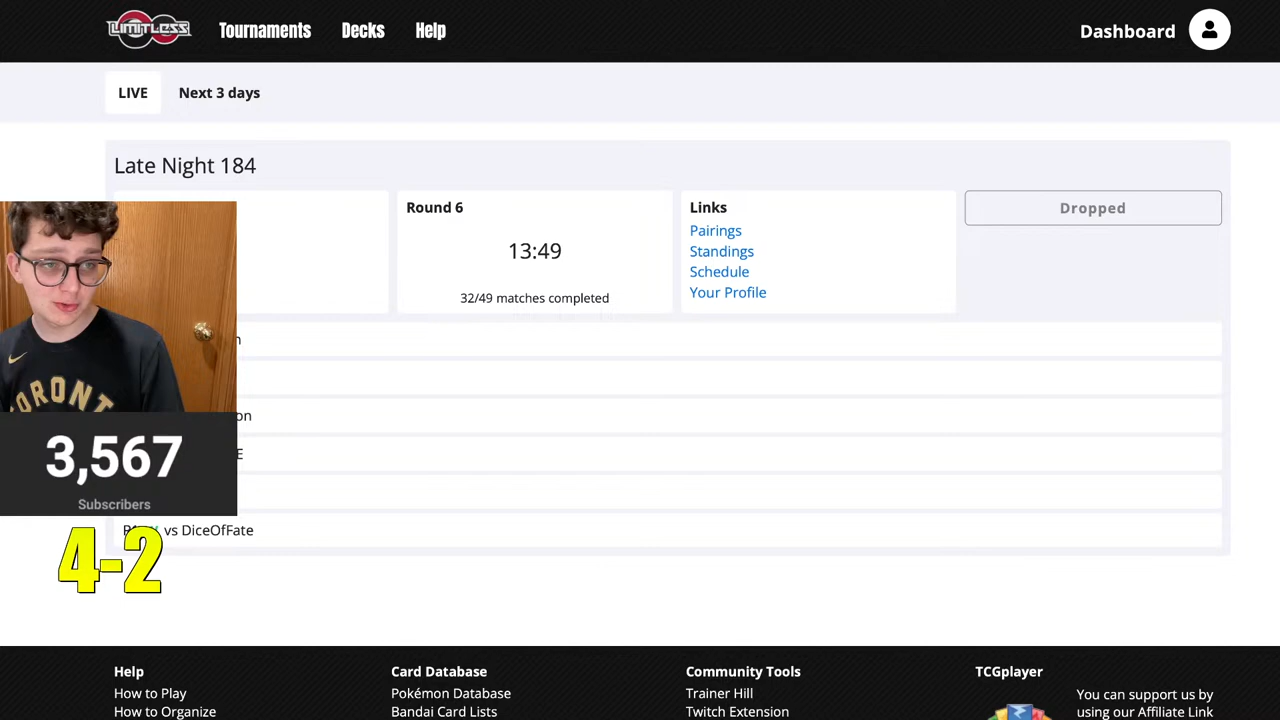 LIMITLESS
Tournaments
Decks
Help
Dashboard
LIVE
Next 3 days
Late Night 184
Round 6
13:49
32/49 matches completed
Links
Pairings
Standings
Schedule
Your Profile
Dropped
TORONT
3,567
Subscribers
vs DiceOfFate
4-2
Help
How to Play
How to Organize
Card Database
Pokémon Database
Bandai Card Lists
Community Tools
Trainer Hill
Twitch Extension
TCGplayer
You can support us by
using our Affiliate Link